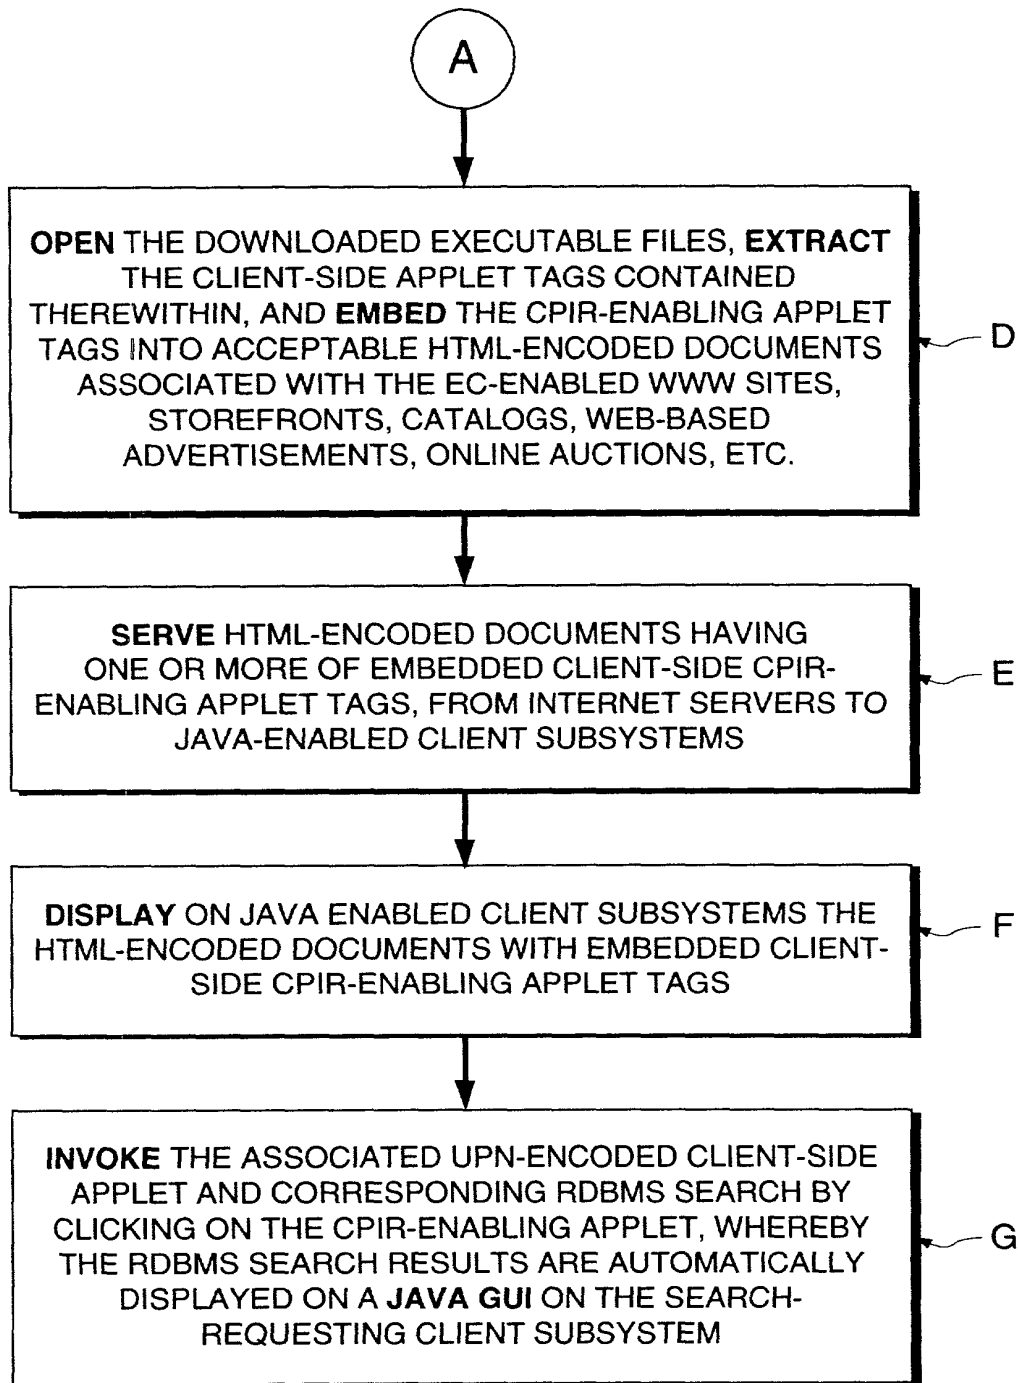 A
OPEN THE DOWNLOADED EXECUTABLE FILES, EXTRACT
THE CLIENT-SIDE APPLET TAGS CONTAINED
THEREWITHIN, AND EMBED THE CPIR-ENABLING APPLET
TAGS INTO ACCEPTABLE HTML-ENCODED DOCUMENTS
ASSOCIATED WITH THE EC-ENABLED WWW SITES,
STOREFRONTS, CATALOGS, WEB-BASED
ADVERTISEMENTS, ONLINE AUCTIONS, ETC.
D
SERVE HTML-ENCODED DOCUMENTS HAVING
ONE OR MORE OF EMBEDDED CLIENT-SIDE CPIR-
ENABLING APPLET TAGS, FROM INTERNET SERVERS TO
JAVA-ENABLED CLIENT SUBSYSTEMS
E
DISPLAY ON JAVA ENABLED CLIENT SUBSYSTEMS THE
HTML-ENCODED DOCUMENTS WITH EMBEDDED CLIENT-
SIDE CPIR-ENABLING APPLET TAGS
F
INVOKE THE ASSOCIATED UPN-ENCODED CLIENT-SIDE
APPLET AND CORRESPONDING RDBMS SEARCH BY
CLICKING ON THE CPIR-ENABLING APPLET, WHEREBY
THE RDBMS SEARCH RESULTS ARE AUTOMATICALLY
DISPLAYED ON A JAVA GUI ON THE SEARCH-
REQUESTING CLIENT SUBSYSTEM
G